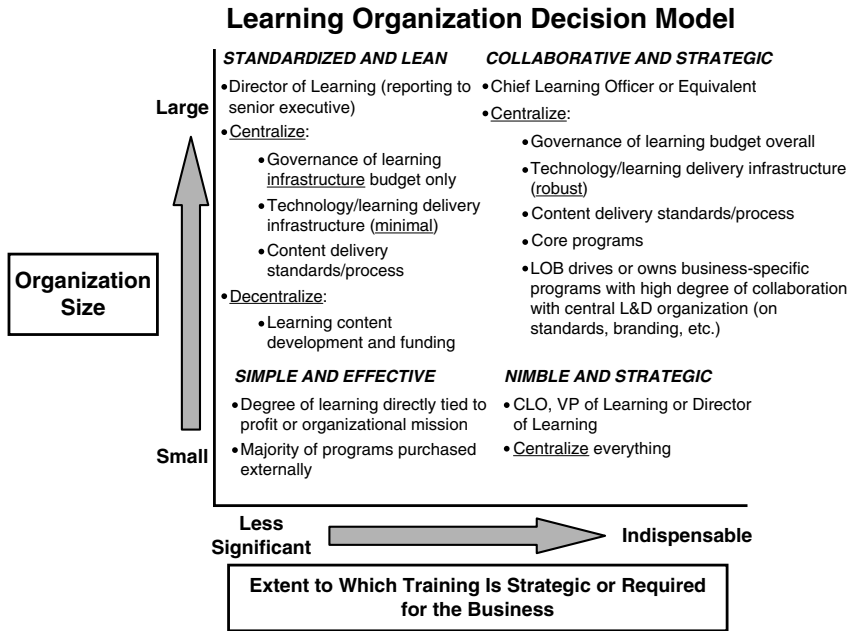 Learning Organization Decision Model
STANDARDIZED AND LEAN
•Director of Learning (reporting to
senior executive)
•Centralize:
•Governance of learning
infrastructure budget only
•Technology/learning delivery
infrastructure (minimal)
•Content delivery
standards/process
•Decentralize:
•Learning content
development and funding
COLLABORATIVE AND STRATEGIC
•Chief Learning Officer or Equivalent
•Centralize:
•Governance of learning budget overall
•Technology/learning delivery infrastructure
(robust)
•Content delivery standards/process
•Core programs
•LOB drives or owns business-specific
programs with high degree of collaboration
with central L&D organization (on
standards, branding, etc.)
SIMPLE AND EFFECTIVE
•Degree of learning directly tied to
profit or organizational mission
•Majority of programs purchased
externally
NIMBLE AND STRATEGIC
•CLO, VP of Learning or Director
of Learning
•Centralize everything
Large
Organization
Size
Small
Less
Significant
Indispensable
Extent to Which Training Is Strategic or Required
for the Business